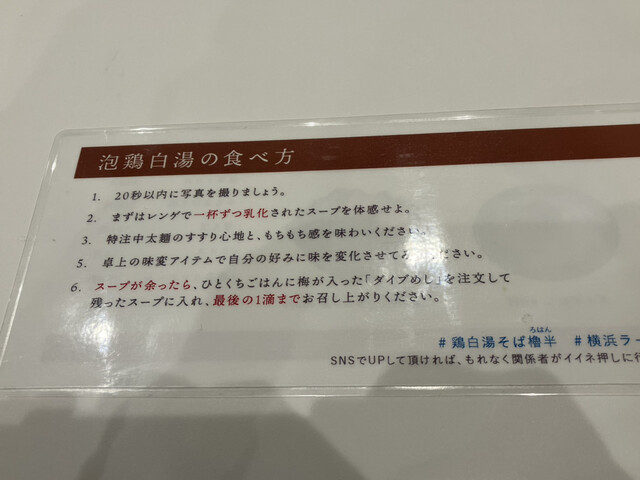 泡鶏白湯の食べ方
1. 20秒以内に写真を撮りましょう。
2. まずはレンゲで一杯ずつ乳化されたスープを体感せよ。
3. 特注中太麺のすすり心地と、もちもち感を味わいください。
5. 卓上の味変アイテムで自分の好みに味を変化させてみ ださい。
6. スープが余ったら、ひとくちごはんに梅が入った「ダイブめし」を注文して
残ったスープに入れ、最後の1滴までお召し上がりください。
ろはん
#鶏白湯そば櫓半 #横浜ラー
SNSでUPして頂ければ、もれなく関係者がイイネ押しに行